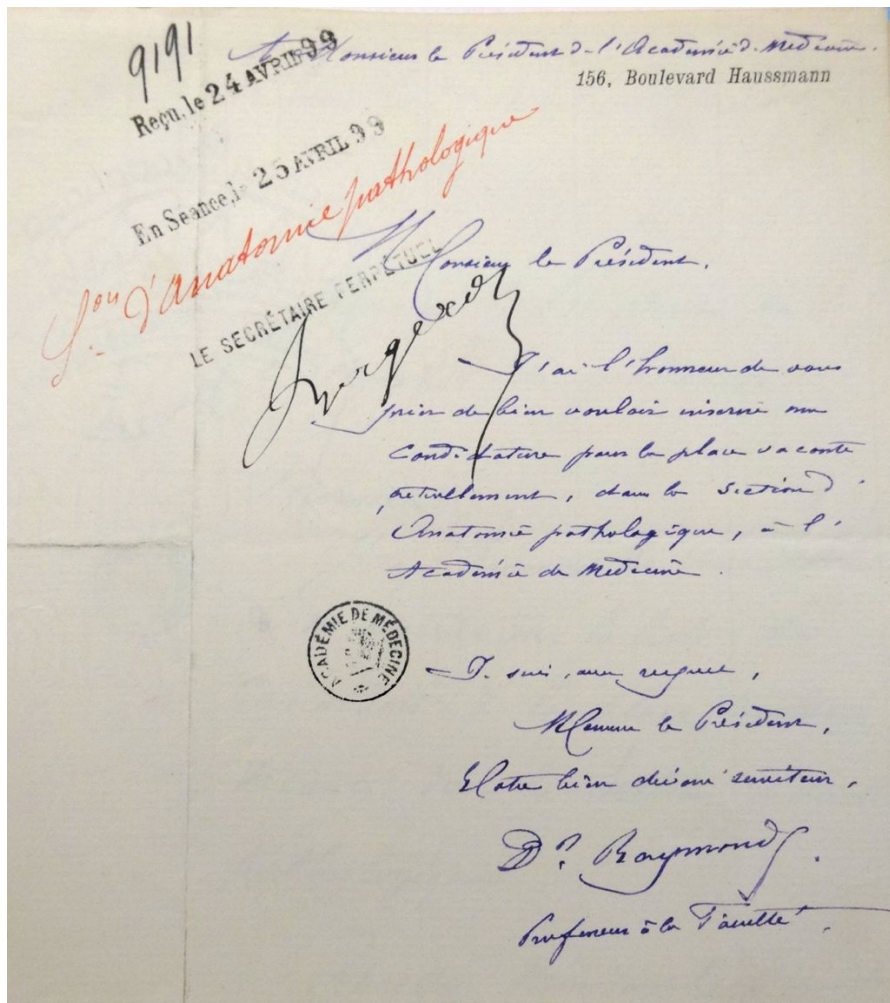 9191
A Monsieur le Président de l'Académie de Médecine.
156, Boulevard Haussmann
Reçu, le 24 AVRIL 99
En Séance, le 25 AVRIL 99
Son d'Anatomie pathologique
LE SECRÉTAIRE PERPÉTUEL
Bergeron
Monsieur le Président,
J'ai l'honneur de vous
prier de bien vouloir inscrire ma
candidature pour la place vacante
actuellement, dans la section d'
Anatomie pathologique, à l'
Académie de Médecine.
ACADÉMIE DE MÉDECINE
Je suis, avec respect,
Monsieur le Président,
Votre bien dévoué serviteur,
Dr Raymond.
Professeur à la Faculté.